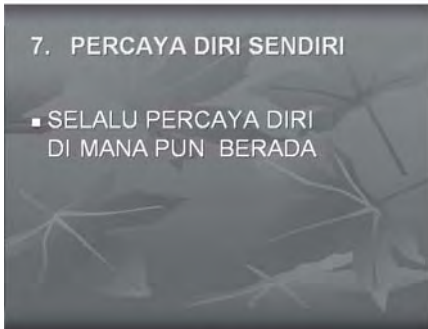 7. PERCAYA DIRI SENDIRI
▪ SELALU PERCAYA DIRI
DI MANA PUN BERADA